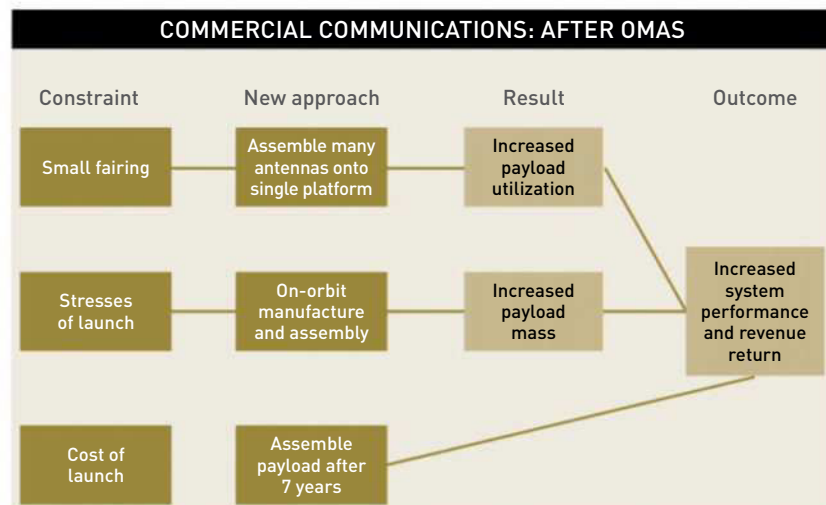 COMMERCIAL COMMUNICATIONS: AFTER OMAS
Constraint
New approach
Result
Outcome
Small fairing
Assemble many
antennas onto
single platform
Increased
payload
utilization
Stresses
of launch
On-orbit
manufacture
and assembly
Increased
payload
mass
Increased
system
performance
and revenue
return
Cost of
launch
Assemble
payload after
7 years